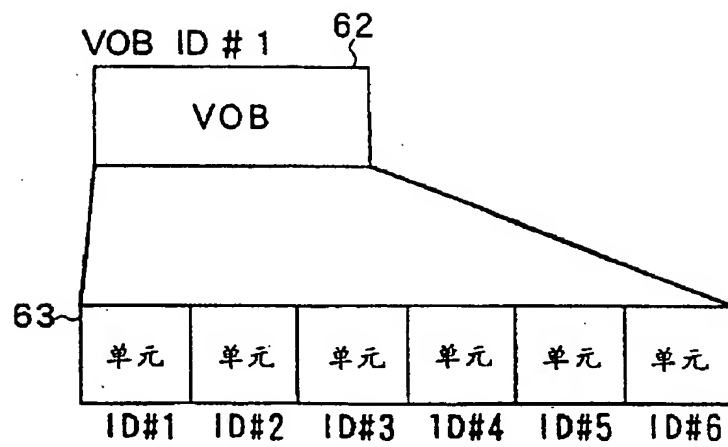 62
VOB ID # 1
VOB
63
单元 单元 单元 单元 单元 单元
ID#1 ID#2 ID#3 ID#4 ID#5 ID#6